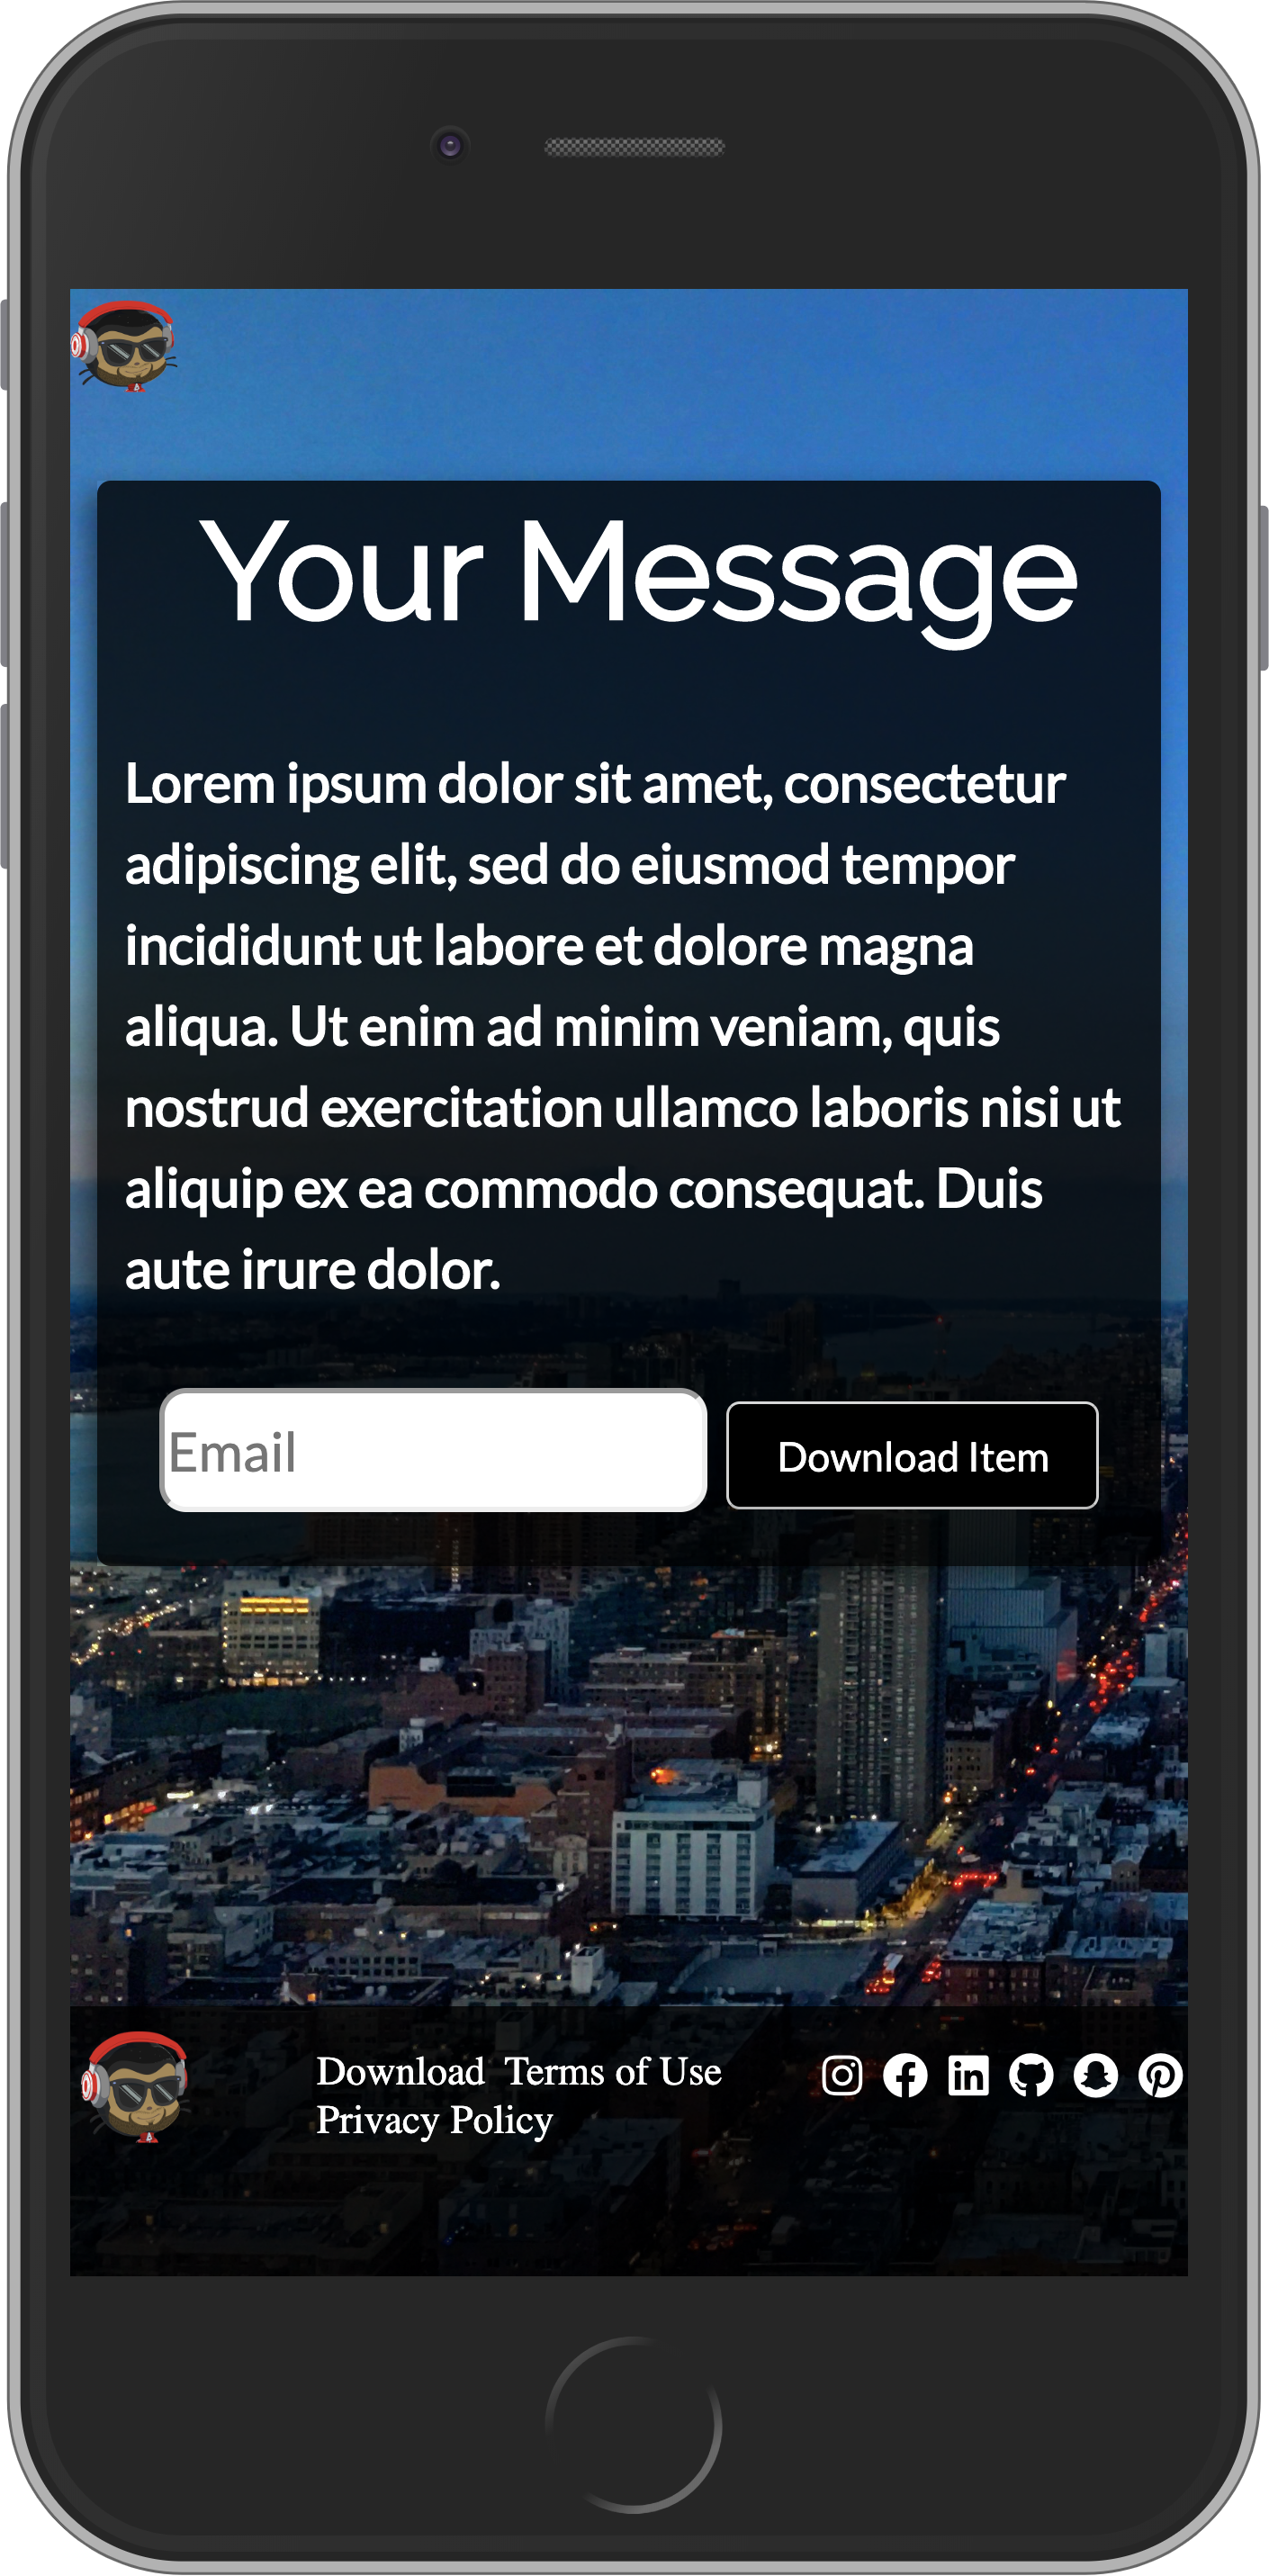 Your Message
Lorem ipsum dolor sit amet, consectetur
adipiscing elit, sed do eiusmod tempor
incididunt ut labore et dolore magna
aliqua. Ut enim ad minim veniam, quis
nostrud exercitation ullamco laboris nisi ut
aliquip ex ea commodo consequat. Duis
aute irure dolor.
Email
Download Item
Download Terms of Use
Privacy Policy